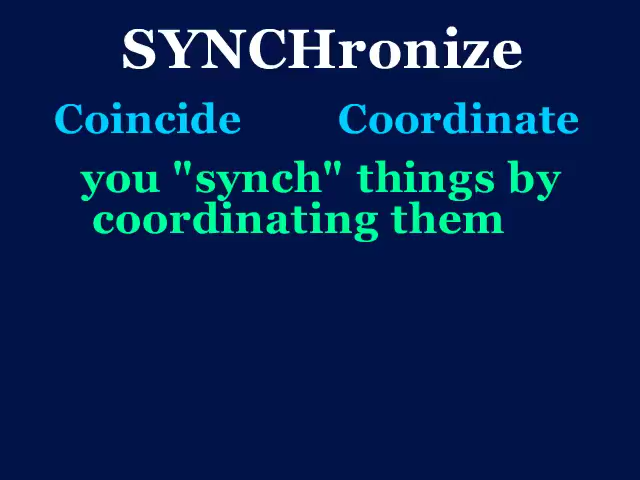 SYNCHronize
Coincide Coordinate
you "synch" things by
coordinating them